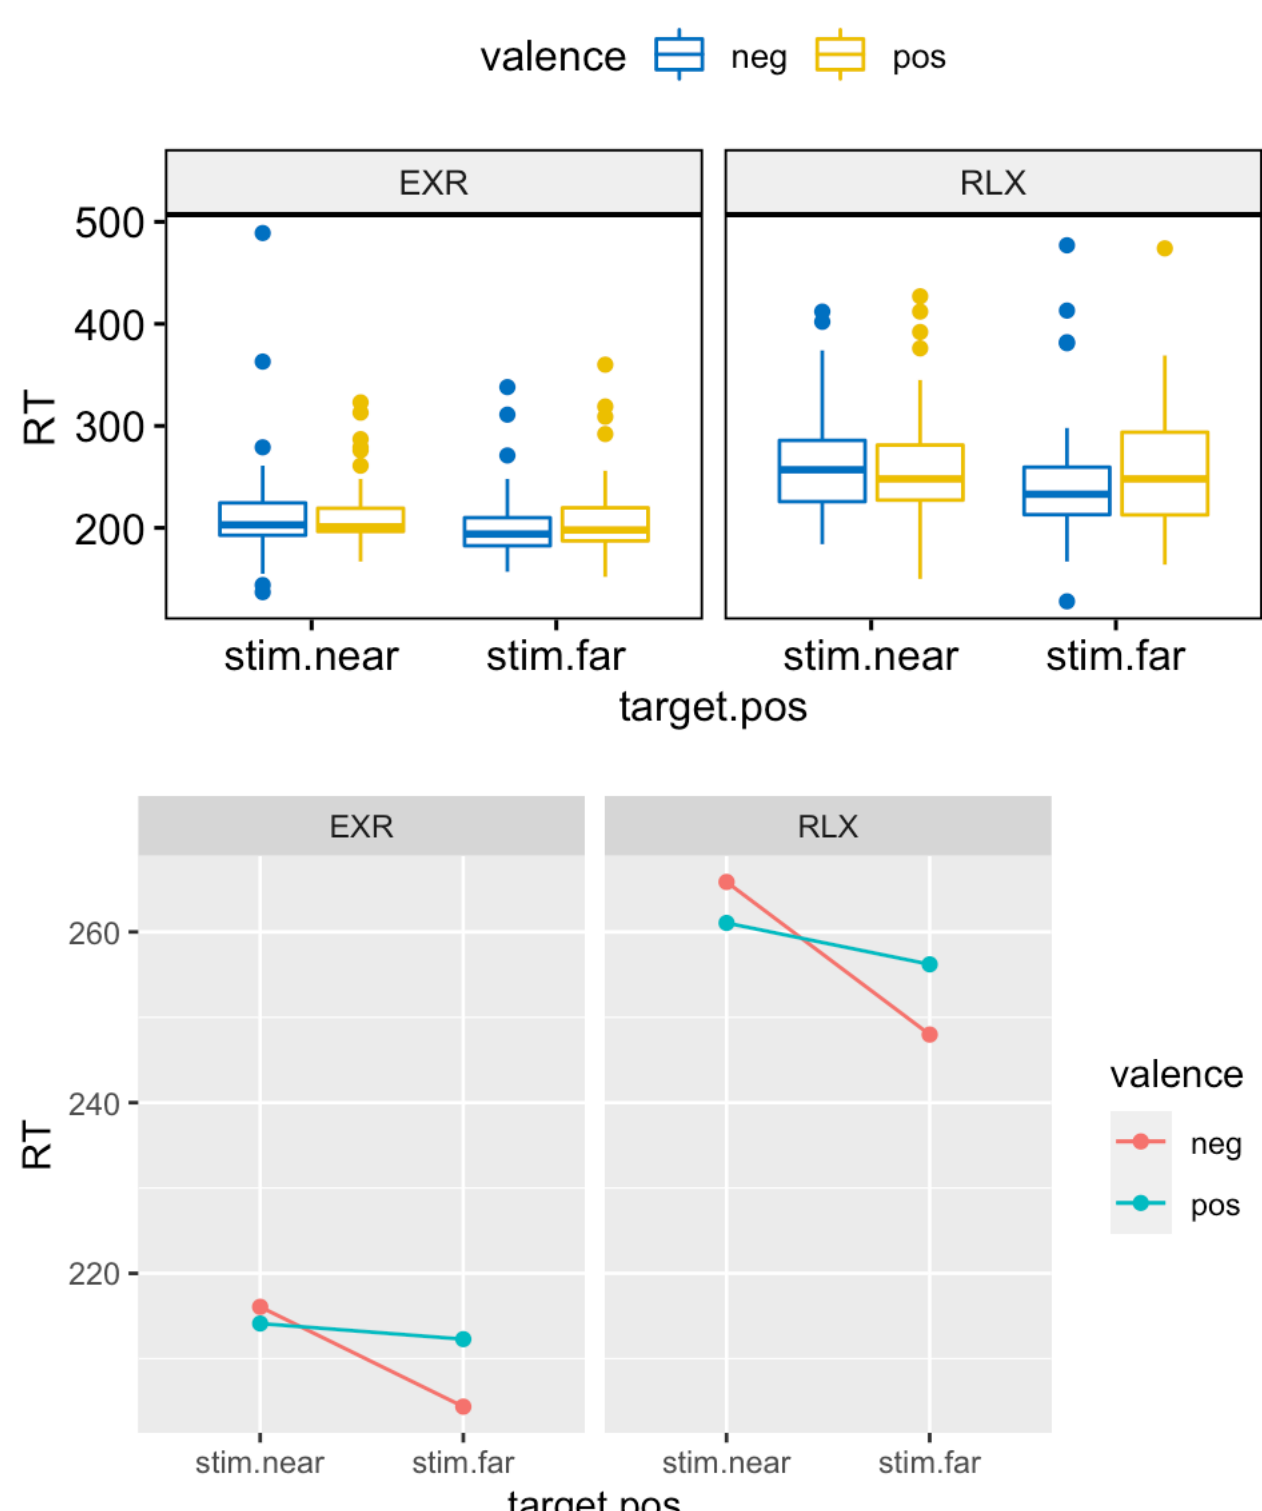 valence neg pos
EXR RLX
500
400
300
200
RT
stim.near stim.far stim.near stim.far
target.pos
EXR RLX
260
240
220
RT
valence
neg
pos
stim.near stim.far stim.near stim.far
target.pos